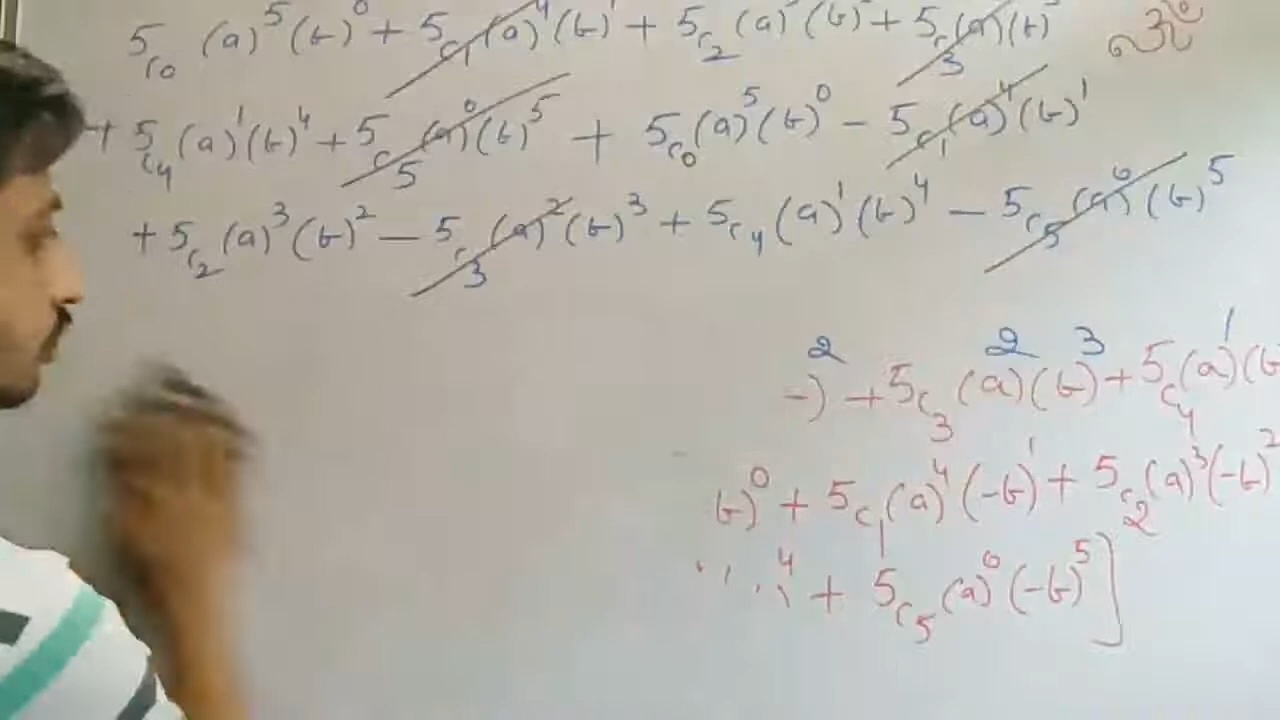 5c₀ (a)⁵(b)⁰ + 5c₁(a)⁴(b)¹ + 5c₂(a) (b) + 5c₃(a)(b)
+ 5c₄(a)¹(b)⁴ + 5c₅(a)⁰(b)⁵ + 5c₀(a)⁵(b)⁰ - 5c₁(a)⁴(b)¹
+ 5c₂(a)³(b)² - 5c₃(a)²(b)³ + 5c₄(a)¹(b)⁴ - 5c₅(a)⁰(b)⁵
)² + 5c₃(a)²(b)³ + 5c₄(a)¹(b
b)⁰ + 5c₁(a)⁴(-b)¹ + 5c₂(a)³(-b)²
⁴ + 5c₅(a)⁰(-b)⁵]